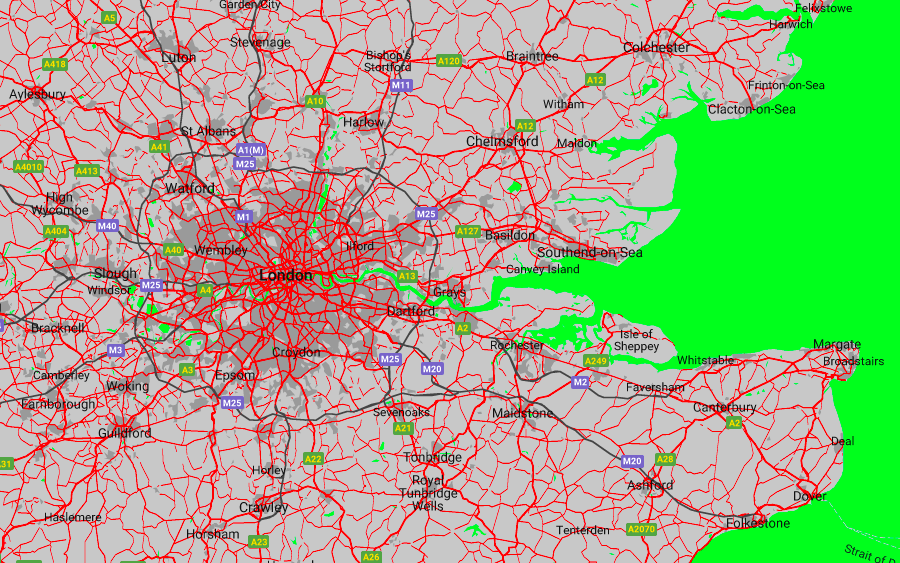 Garden City
Felixstowe
A5
Harwich
Stevenage
Colchester
Luton
Bishop's
Stortford
A120
Braintree
A418
A12
M11
Frinton-on-Sea
Aylesbury
A10
Witham
Clacton-on-Sea
Harlow
A12
St Albans
Chelmsford
Maldon
A41
A1(M)
M25
A4010
A413
Watford
High
Wycombe
M1
M25
M40
A404
A127
Basildon
A40
Wembley
Ilford
Southend-on-Sea
Canvey Island
Slough
London
A13
M25
Windsor
A4
Grays
Dartford
Bracknell
A2
Isle of
Sheppey
Rochester
Margate
M3
Croydon
M25
A249
Whitstable
Broadstairs
A3
M20
Camberley
Epsom
Woking
M2
Faversham
Farnborough
M25
Sevenoaks
Maidstone
Canterbury
A21
A2
Guildford
Deal
A31
A22
Tonbridge
M20
A28
Horley
Royal
Tunbridge
Wells
Ashford
Dover
Crawley
Haslemere
Folkestone
Horsham
Tenterden
A2070
A23
A26
Strait of D